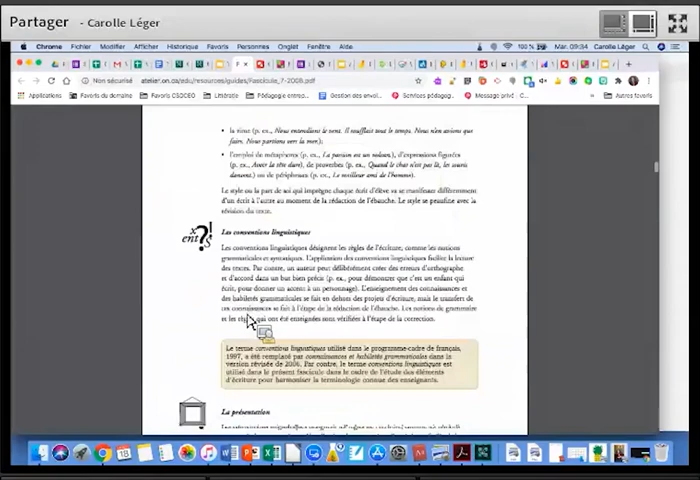 Partager - Carolle Léger
Chrome Fichier Modifier Afficher Historique Favoris Personnes Onglet Fenêtre Aide 100 % Mar. 09:34 Carolle Léger
Non sécurisé atelier.on.ca/edu/resources/guides/Fascicule_7-2008.pdf
Applications Favoris du domaine Favoris CSDCEO Littératie Pédagogie entrep... Gestion des envoi... Services pédagog... Message privé - C... » Autres favoris
• la rime (p. ex., Nous entendions le vent. Il soufflait tout le temps. Nous n'en avions que
faire. Nous partions vers la mer.);
• l'emploi de métaphores (p. ex., La passion est un volcan.), d'expressions figurées
(p. ex., Avoir la tête dure), de proverbes (p. ex., Quand le chat n'est pas là, les souris
dansent.) ou de périphrases (p. ex., Le meilleur ami de l'homme).
Le style ou la part de soi qui imprègne chaque écrit d'élève va se manifester différemment
d'un écrit à l'autre au moment de la rédaction de l'ébauche. Le style se peaufine avec la
révision du texte.
x ? !
ent s
Les conventions linguistiques
Les conventions linguistiques désignent les règles de l'écriture, comme les notions
grammaticales et syntaxiques. L'application des conventions linguistiques facilite la lecture
des textes. Par contre, un auteur peut délibérément créer des erreurs d'orthographe
et d'accord dans un but bien précis (p. ex., pour démontrer que c'est un enfant qui
écrit, pour donner un accent à un personnage). L'enseignement des connaissances et
des habiletés grammaticales se fait en dehors des projets d'écriture, mais le transfert de
ces connaissances se fait à l'étape de la rédaction de l'ébauche. Les notions de grammaire
et les qui ont été enseignées sont vérifiées à l'étape de la correction.
Le terme conventions linguistiques utilisé dans le programme-cadre de français,
1997, a été remplacé par connaissances et habiletés grammaticales dans la
version révisée de 2006. Par contre, le terme conventions linguistiques est
utilisé dans le présent fascicule dans le cadre de l'étude des éléments
d'écriture pour harmoniser la terminologie connue des enseignants.
La présentation
18